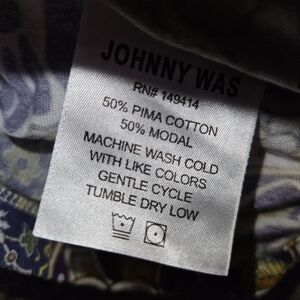 JOHNNY WAS
RN# 149414
50% PIMA COTTON
50% MODAL
MACHINE WASH COLD
WITH LIKE COLORS
GENTLE CYCLE
TUMBLE DRY LOW